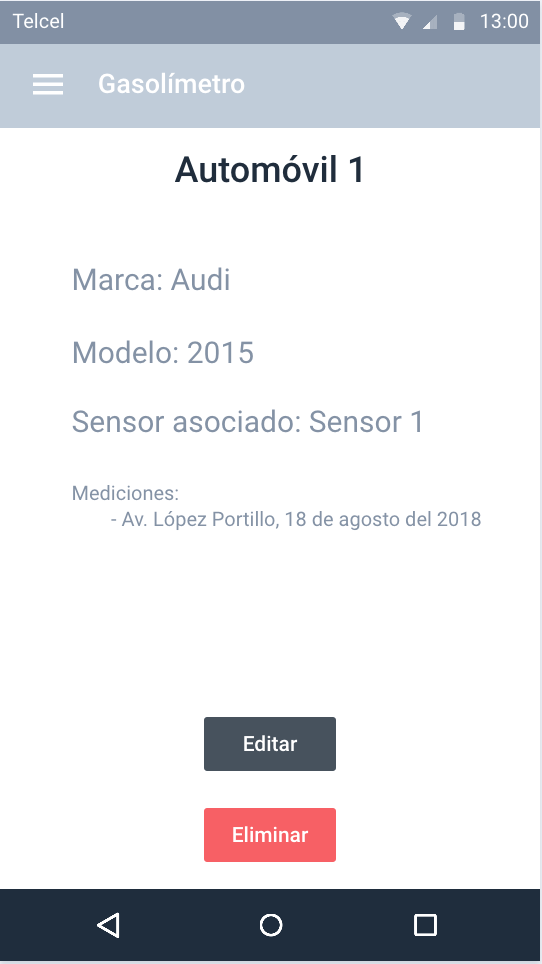 Telcel 13:00
Gasolímetro
Automóvil 1
Marca: Audi
Modelo: 2015
Sensor asociado: Sensor 1
Mediciones:
- Av. López Portillo, 18 de agosto del 2018
Editar
Eliminar